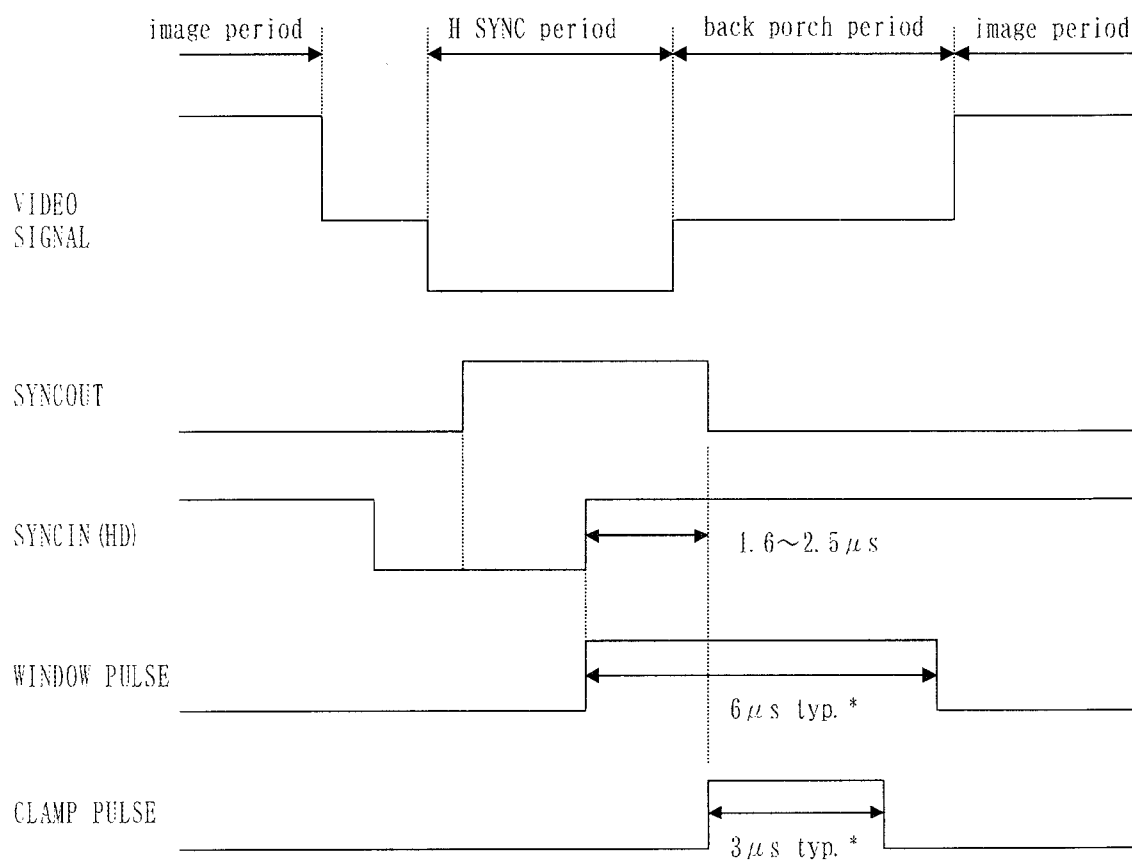 image period
H SYNC period
back porch period
image period
VIDEO
SIGNAL
SYNCOUT
SYNCIN(HD)
1.6～2.5μs
WINDOW PULSE
6μs typ.*
CLAMP PULSE
3μs typ.*